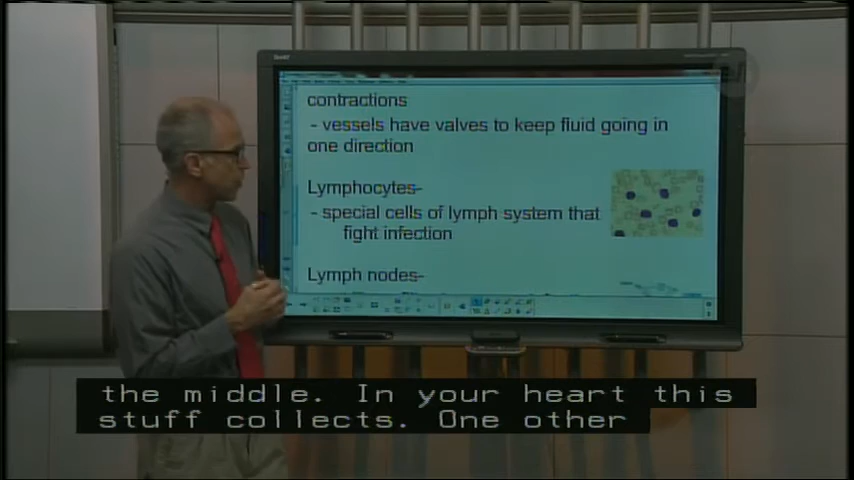 contractions
- vessels have valves to keep fluid going in
one direction
Lymphocytes-
- special cells of lymph system that
fight infection
Lymph nodes-
the middle. In your heart this
stuff collects. One other